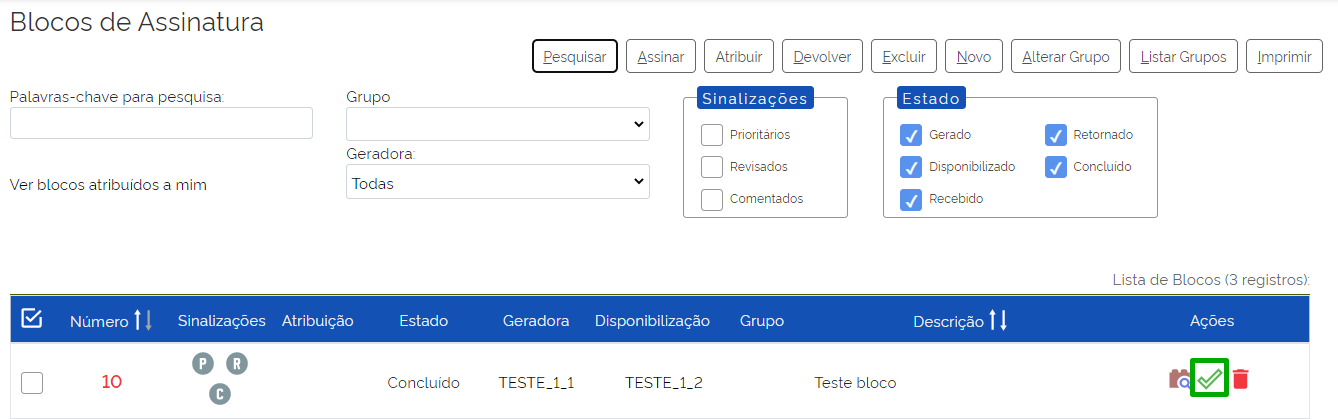 Blocos de Assinatura
Pesquisar Assinar Atribuir Devolver Excluir Novo Alterar Grupo Listar Grupos Imprimir
Palavras-chave para pesquisa: Grupo Sinalizações Estado
Prioritários Gerado Retornado
Geradora: Revisados Disponibilizado Concluído
Ver blocos atribuídos a mim Todas Comentados Recebido
Lista de Blocos (3 registros):
Número Sinalizações Atribuição Estado Geradora Disponibilização Grupo Descrição Ações
P R
10 Concluído TESTE_1_1 TESTE_1_2 Teste bloco
C